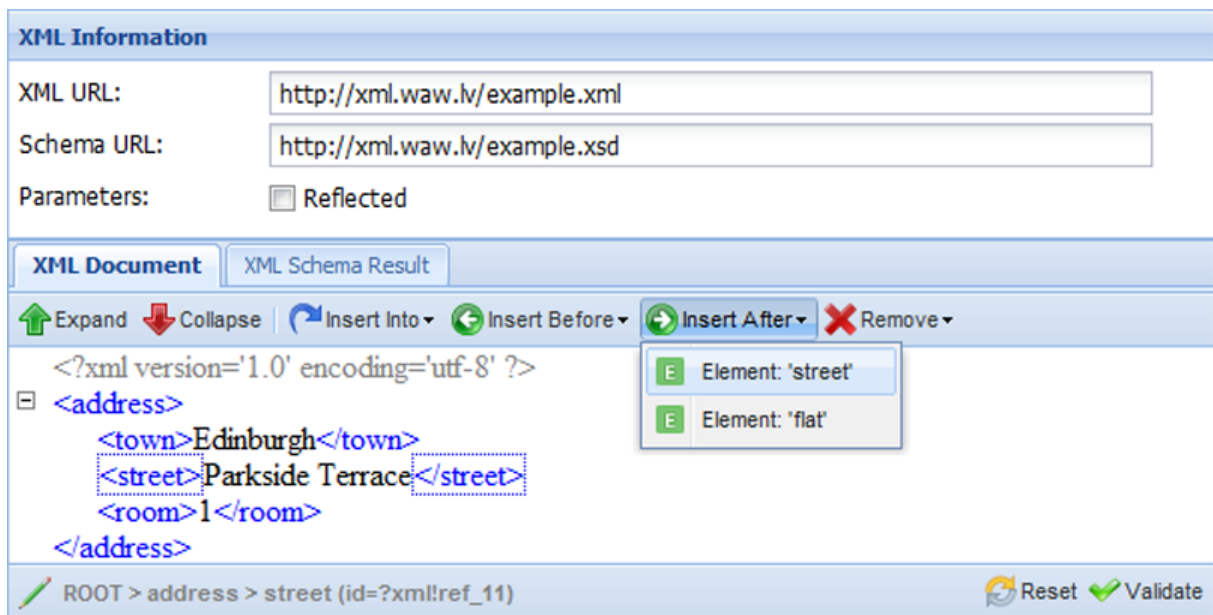 XML Information
XML URL: http://xml.waw.lv/example.xml
Schema URL: http://xml.waw.lv/example.xsd
Parameters: Reflected
XML Document XML Schema Result
Expand Collapse Insert Into Insert Before Insert After Remove
<?xml version='1.0' encoding='utf-8' ?>
E Element: 'street'
<address>
E Element: 'flat'
<town>Edinburgh</town>
<street>Parkside Terrace</street>
<room>1</room>
</address>
ROOT > address > street (id=?xml!ref_11) Reset Validate